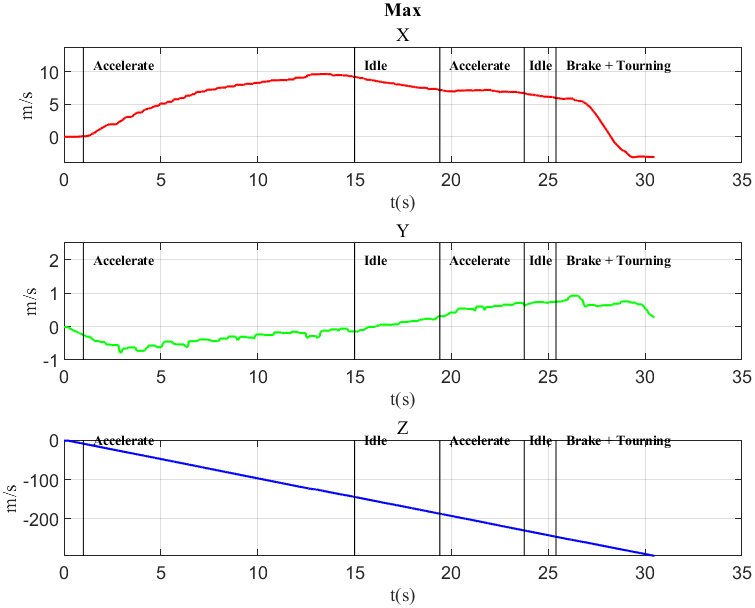 Max
X
Accelerate Idle Accelerate Idle Brake + Tourning
10
5
0
m/s
0 5 10 15 20 25 30 35
t(s)
Y
Accelerate Idle Accelerate Idle Brake + Tourning
2
1
0
-1
m/s
0 5 10 15 20 25 30 35
t(s)
Z
Accelerate Idle Accelerate Idle Brake + Tourning
0
-100
-200
m/s
0 5 10 15 20 25 30 35
t(s)